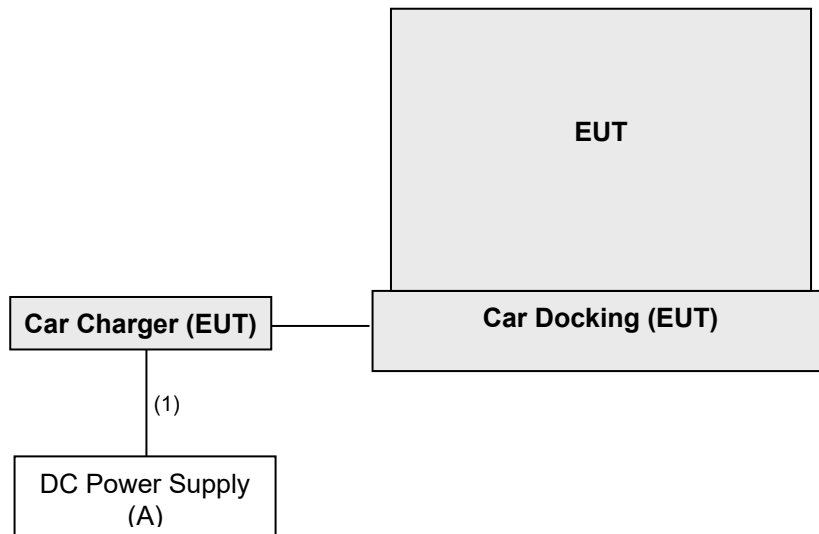 EUT
Car Charger (EUT)
Car Docking (EUT)
(1)
DC Power Supply
(A)